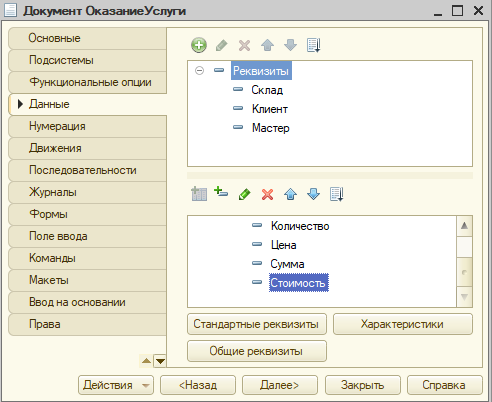 Документ ОказаниеУслуги
Основные
Подсистемы
Функциональные опции
Данные
Нумерация
Движения
Последовательности
Журналы
Формы
Поле ввода
Команды
Макеты
Ввод на основании
Права
Реквизиты
Склад
Клиент
Мастер
Количество
Цена
Сумма
Стоимость
Стандартные реквизиты
Характеристики
Общие реквизиты
Действия
<Назад
Далее>
Закрыть
Справка